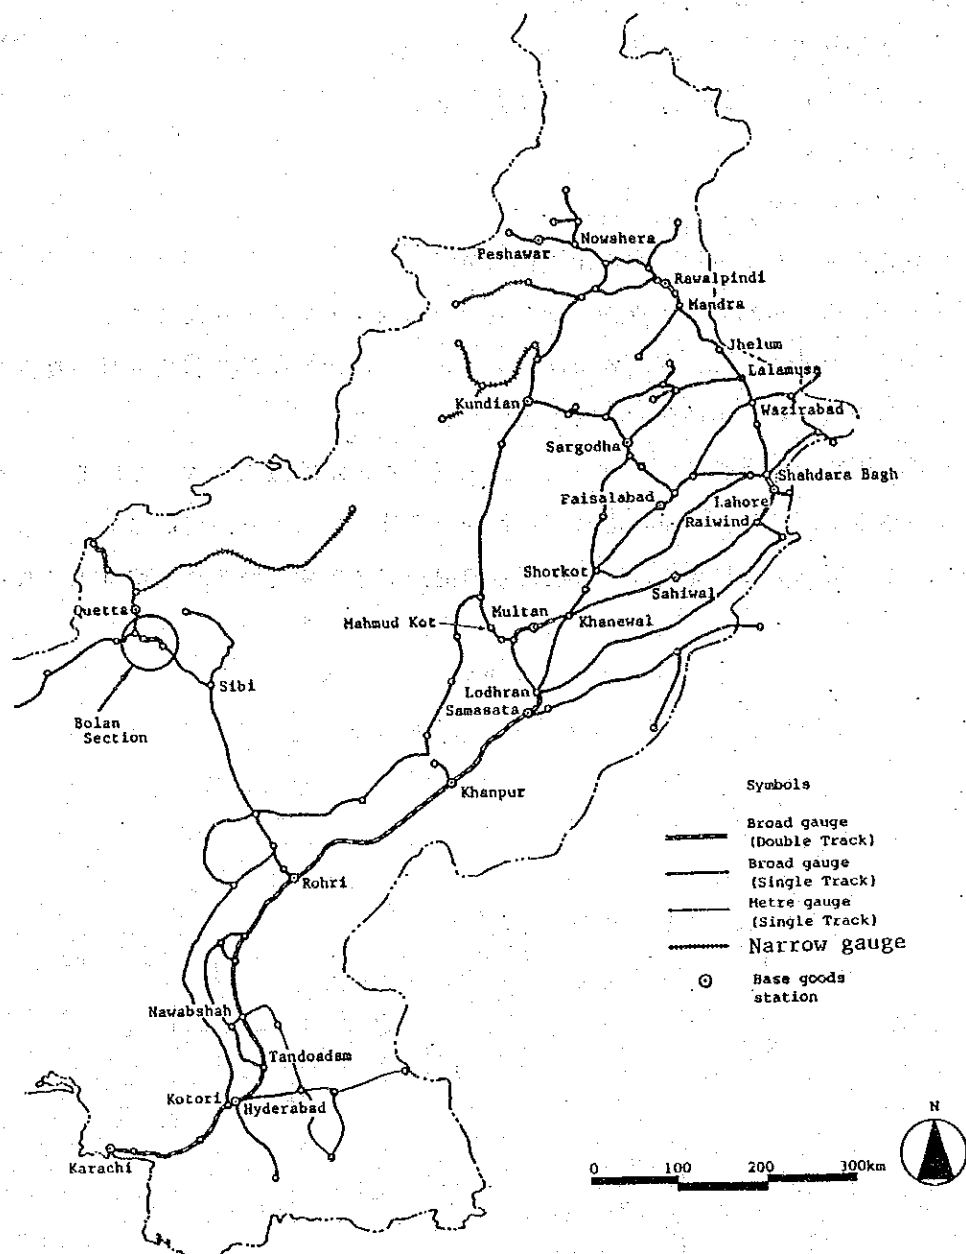 Nowshera
Peshawar
Rawalpindi
Mandra
Jhelum
Lalamusa
Kundian
Wazirabad
Sargodha
Shahdara Bagh
Faisalabad
Lahore
Raiwind
Shorkot
Sahiwal
Quetta
Multan
Mahmud Kot
Khanewal
Sibi
Lodhran
Samasata
Bolan
Section
Khanpur
Symbols
Broad gauge
(Double Track)
Broad gauge
(Single Track)
Metre gauge
(Single Track)
Narrow gauge
Base goods
station
Rohri
Nawabshah
Tandoadam
Kotori
Hyderabad
Karachi
N
0 100 200 300km